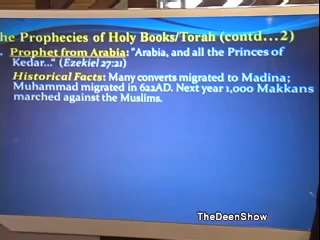 he Prophecies of Holy Books/Torah (contd...2)
. Prophet from Arabia: "Arabia, and all the Princes of
Kedar..." (Ezekiel 27:21)
Historical Facts: Many converts migrated to Madina;
Muhammad migrated in 622AD. Next year 1,000 Makkans
marched against the Muslims.
TheDeenShow